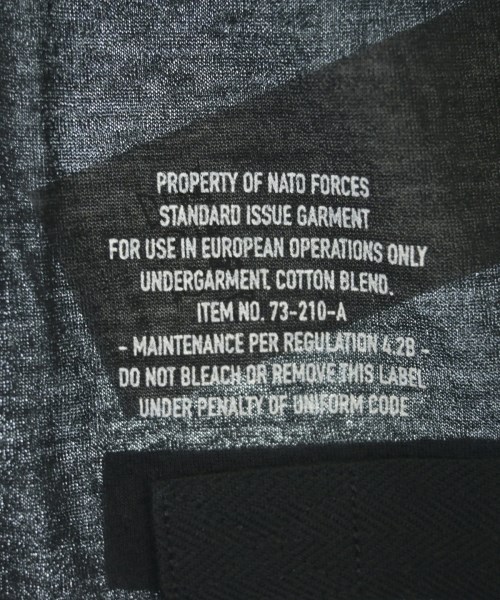 PROPERTY OF NATO FORCES
STANDARD ISSUE GARMENT
FOR USE IN EUROPEAN OPERATIONS ONLY
UNDERGARMENT. COTTON BLEND.
ITEM NO. 73-210-A
- MAINTENANCE PER REGULATION 4.2B -
DO NOT BLEACH OR REMOVE THIS LABEL
UNDER PENALTY OF UNIFORM CODE